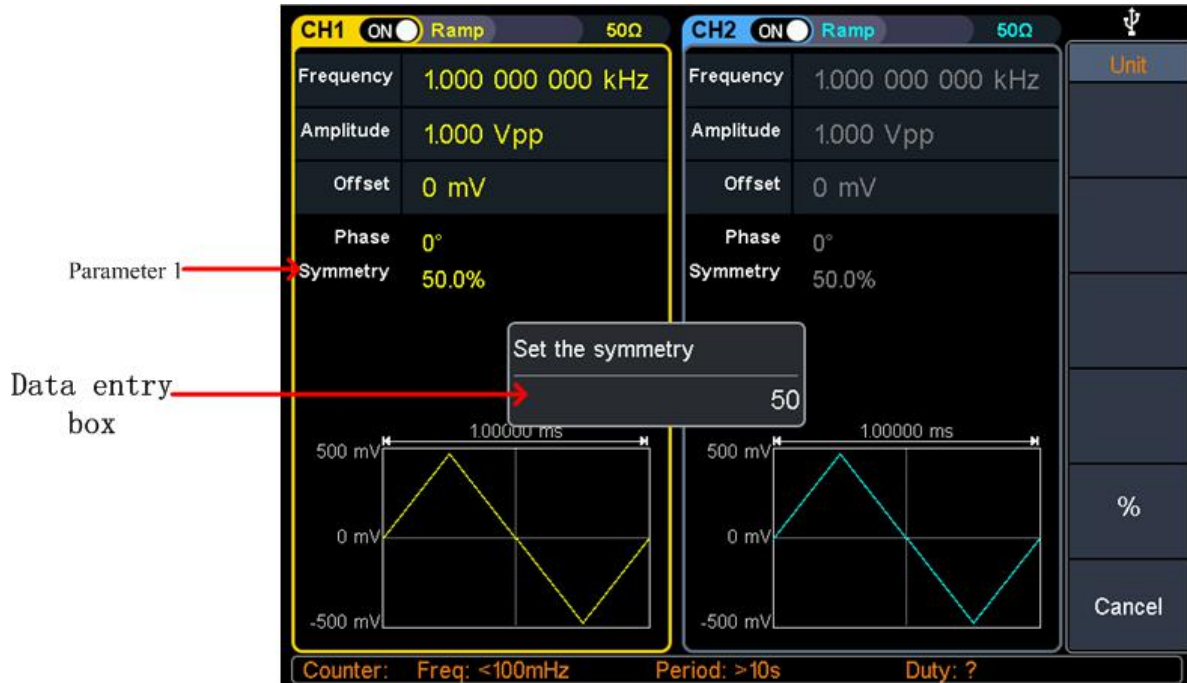 CH1 ON Ramp 50Ω
CH2 ON Ramp 50Ω
Unit
Frequency 1.000 000 000 kHz
Amplitude 1.000 Vpp
Offset 0 mV
Phase 0°
Symmetry 50.0%
Frequency 1.000 000 000 kHz
Amplitude 1.000 Vpp
Offset 0 mV
Phase 0°
Symmetry 50.0%
Parameter 1
Set the symmetry
50
Data entry
box
1.00000 ms
500 mV
0 mV
-500 mV
1.00000 ms
500 mV
0 mV
-500 mV
%
Cancel
Counter: Freq: <100mHz Period: >10s Duty: ?